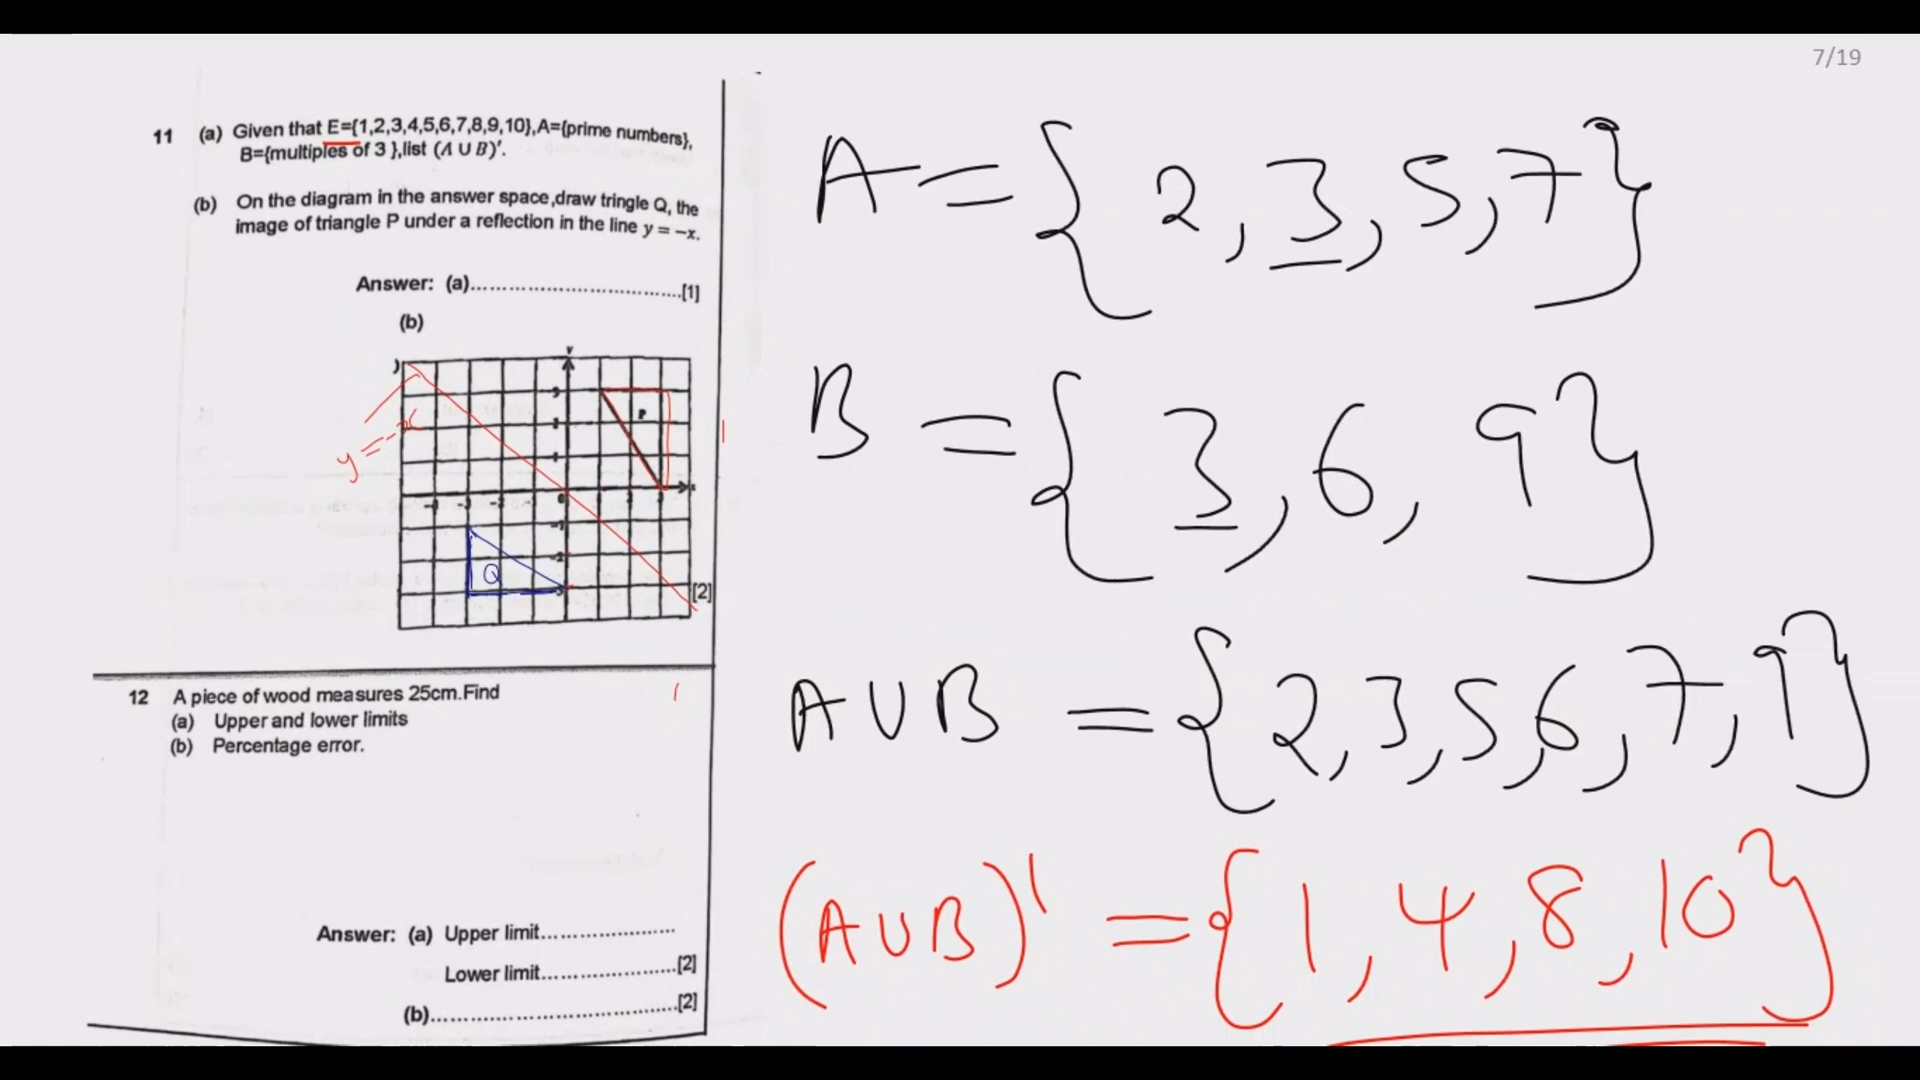 7/19
11 (a) Given that E={1,2,3,4,5,6,7,8,9,10},A={prime numbers},
B={multiples of 3 },list (A ∪ B)′.
(b) On the diagram in the answer space,draw tringle Q, the
image of triangle P under a reflection in the line y = −x.
Answer: (a)..............................[1]
(b)
y = -x
P
Q
[2]
12 A piece of wood measures 25cm.Find
(a) Upper and lower limits
(b) Percentage error.
Answer: (a) Upper limit....................
Lower limit....................[2]
(b)....................................[2]
A = {2, 3, 5, 7}
B = {3, 6, 9}
A ∪ B = {2, 3, 5, 6, 7, 9}
(A ∪ B)' = {1, 4, 8, 10}